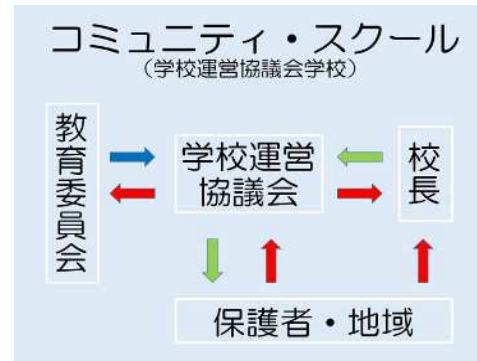 コミュニティ・スクール
（学校運営協議会学校）
教育委員会
学校運営
協議会
校長
保護者・地域